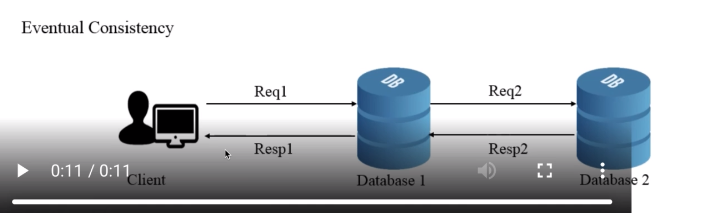 Eventual Consistency
DB DB
Req1 Req2
Resp1 Resp2
0:11 / 0:11
Client Database 1 Database 2